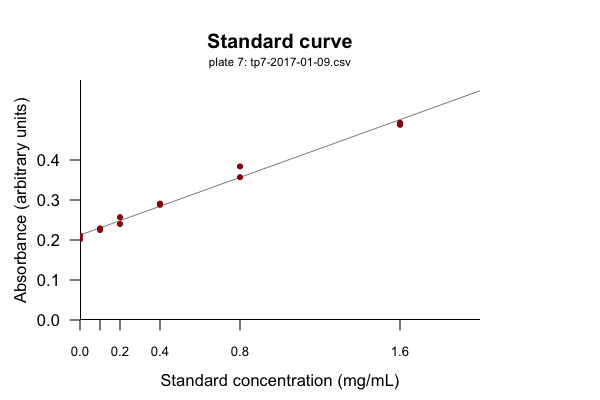 Standard curve
plate 7: tp7-2017-01-09.csv
Absorbance (arbitrary units)
0.4
0.3
0.2
0.1
0.0
0.0 0.2 0.4 0.8 1.6
Standard concentration (mg/mL)